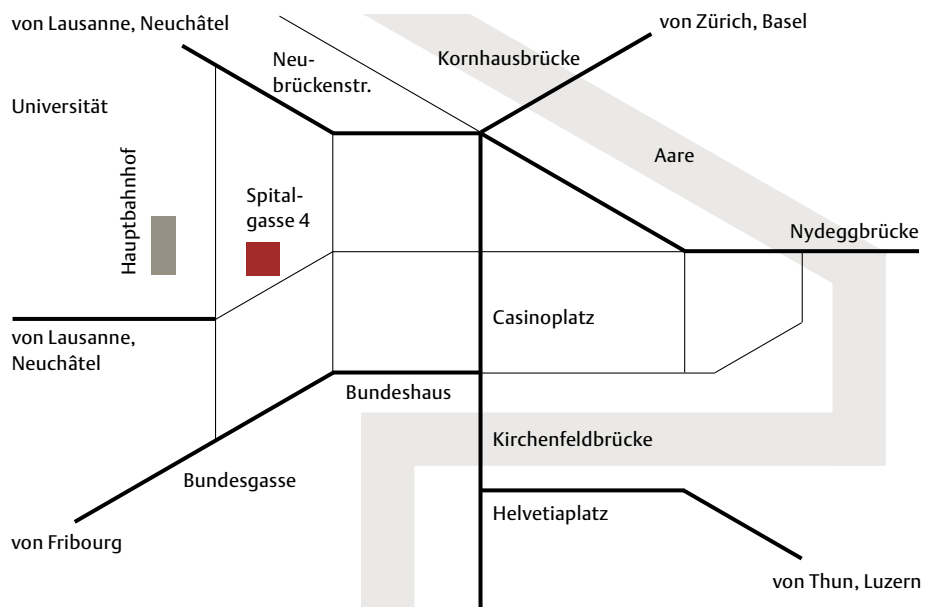 von Lausanne, Neuchâtel
von Zürich, Basel
Neu-
brückenstr.
Kornhausbrücke
Universität
Aare
Hauptbahnhof
Spital-
gasse 4
Nydeggbrücke
Casinoplatz
von Lausanne,
Neuchâtel
Bundeshaus
Kirchenfeldbrücke
Bundesgasse
Helvetiaplatz
von Fribourg
von Thun, Luzern